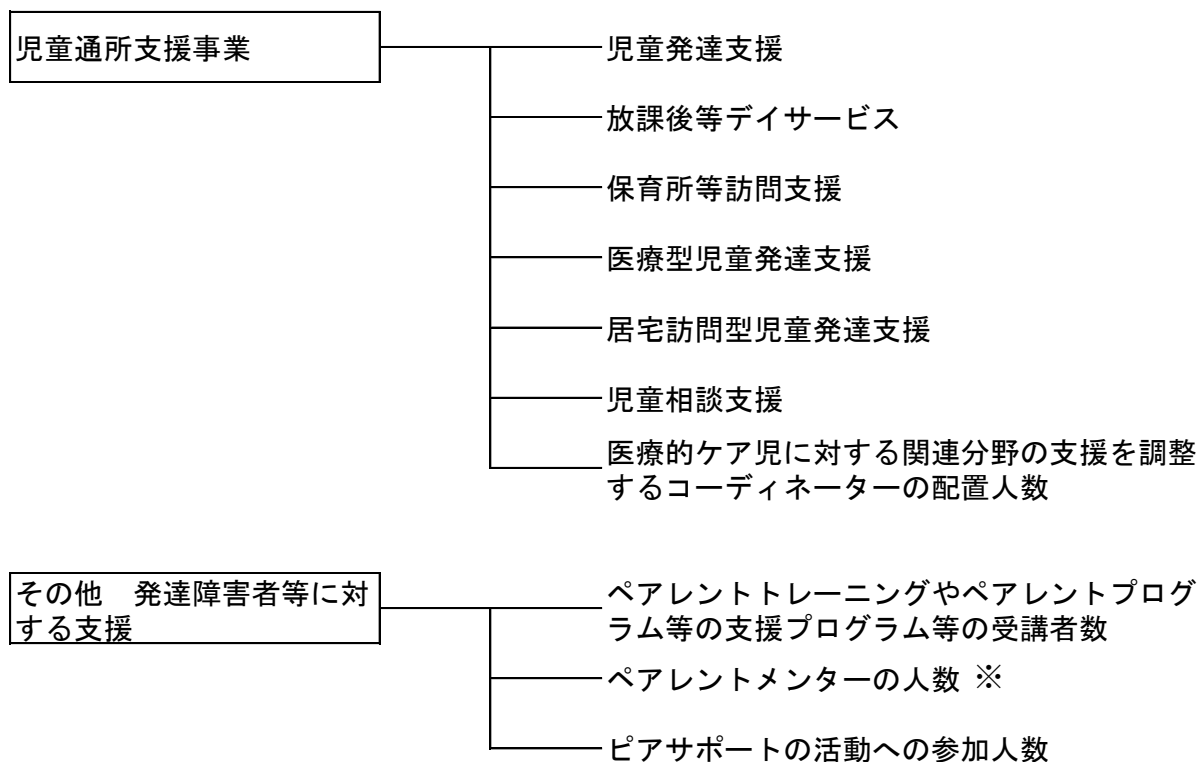 児童通所支援事業
児童発達支援
放課後等デイサービス
保育所等訪問支援
医療型児童発達支援
居宅訪問型児童発達支援
児童相談支援
医療的ケア児に対する関連分野の支援を調整
するコーディネーターの配置人数
その他　発達障害者等に対
する支援
ペアレントトレーニングやペアレントプログ
ラム等の支援プログラム等の受講者数
ペアレントメンターの人数 ※
ピアサポートの活動への参加人数